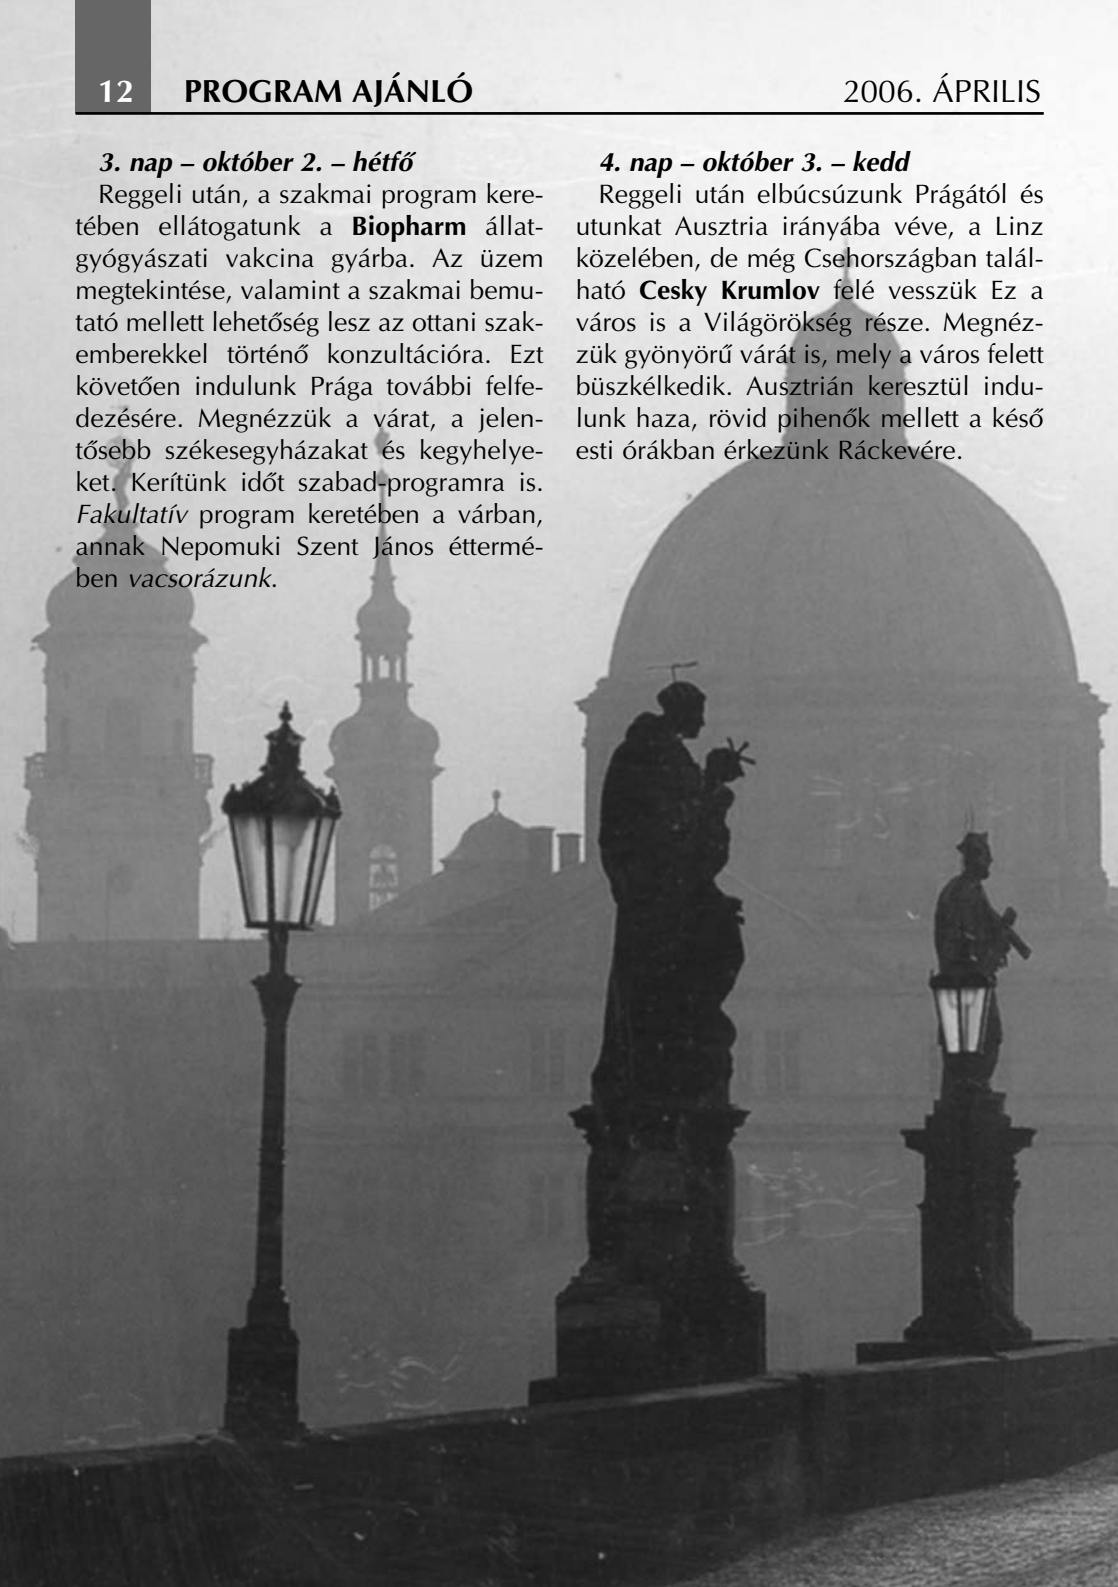 12 PROGRAM AJÁNLÓ 2006. ÁPRILIS
3. nap – október 2. – hétfő
Reggeli után, a szakmai program kere-
tében ellátogatunk a Biopharm állat-
gyógyászati vakcina gyárba. Az üzem
megtekintése, valamint a szakmai bemu-
tató mellett lehetőség lesz az ottani szak-
emberekkel történő konzultációra. Ezt
követően indulunk Prága további felfe-
dezésére. Megnézzük a várat, a jelen-
tősebb székesegyházakat és kegyhelye-
ket. Kerítünk időt szabad-programra is.
Fakultatív program keretében a várban,
annak Nepomuki Szent János éttermé-
ben vacsorázunk.
4. nap – október 3. – kedd
Reggeli után elbúcsúzunk Prágától és
utunkat Ausztria irányába véve, a Linz
közelében, de még Csehországban talál-
ható Cesky Krumlov felé vesszük Ez a
város is a Világörökség része. Megnéz-
zük gyönyörű várát is, mely a város felett
büszkélkedik. Ausztrián keresztül indu-
lunk haza, rövid pihenők mellett a késő
esti órákban érkezünk Ráckevére.